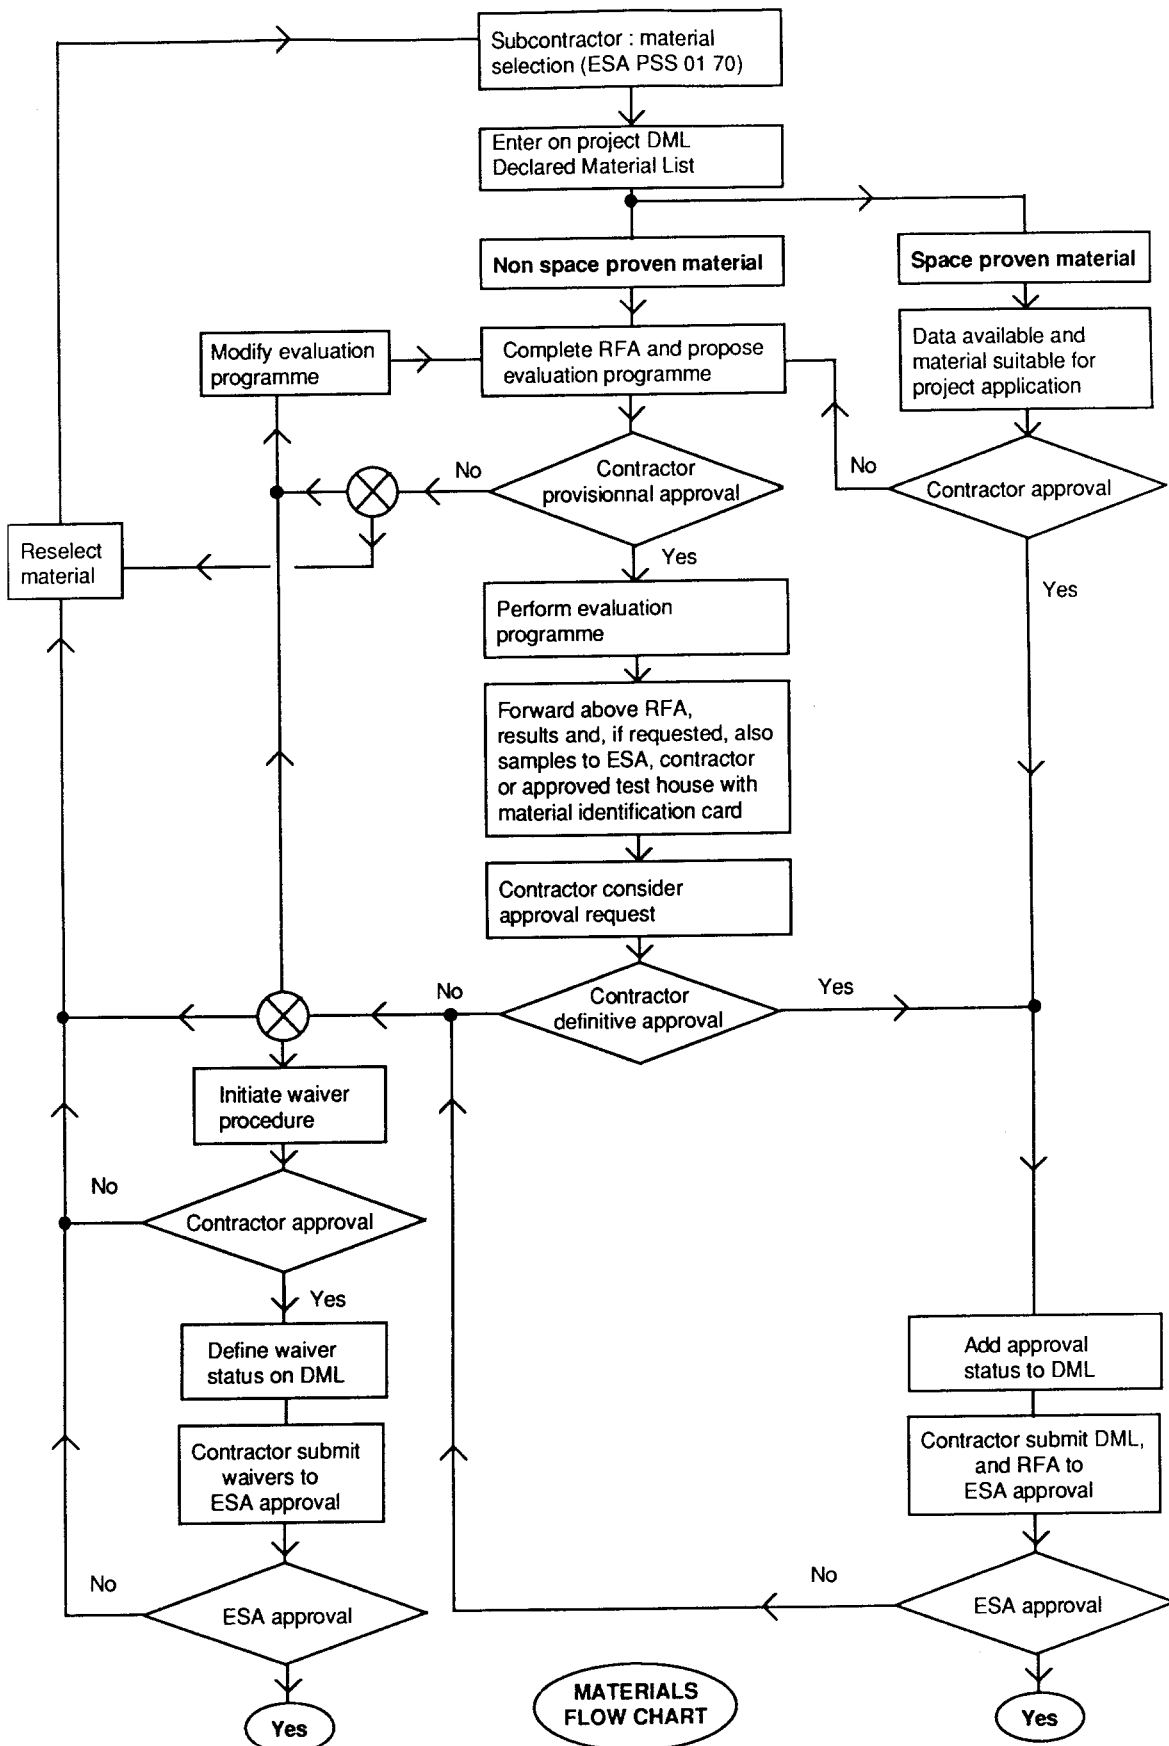 Subcontractor : material
selection (ESA PSS 01 70)
Enter on project DML
Declared Material List
Non space proven material
Space proven material
Modify evaluation
programme
Complete RFA and propose
evaluation programme
Data available and
material suitable for
project application
No
Contractor
provisionnal approval
No
Contractor approval
Reselect
material
Yes
Yes
Perform evaluation
programme
Forward above RFA,
results and, if requested, also
samples to ESA, contractor
or approved test house with
material identification card
Contractor consider
approval request
No
Contractor
definitive approval
Yes
Initiate waiver
procedure
No
Contractor approval
Yes
Define waiver
status on DML
Add approval
status to DML
Contractor submit
waivers to
ESA approval
Contractor submit DML,
and RFA to
ESA approval
No
ESA approval
No
ESA approval
Yes
MATERIALS
FLOW CHART
Yes